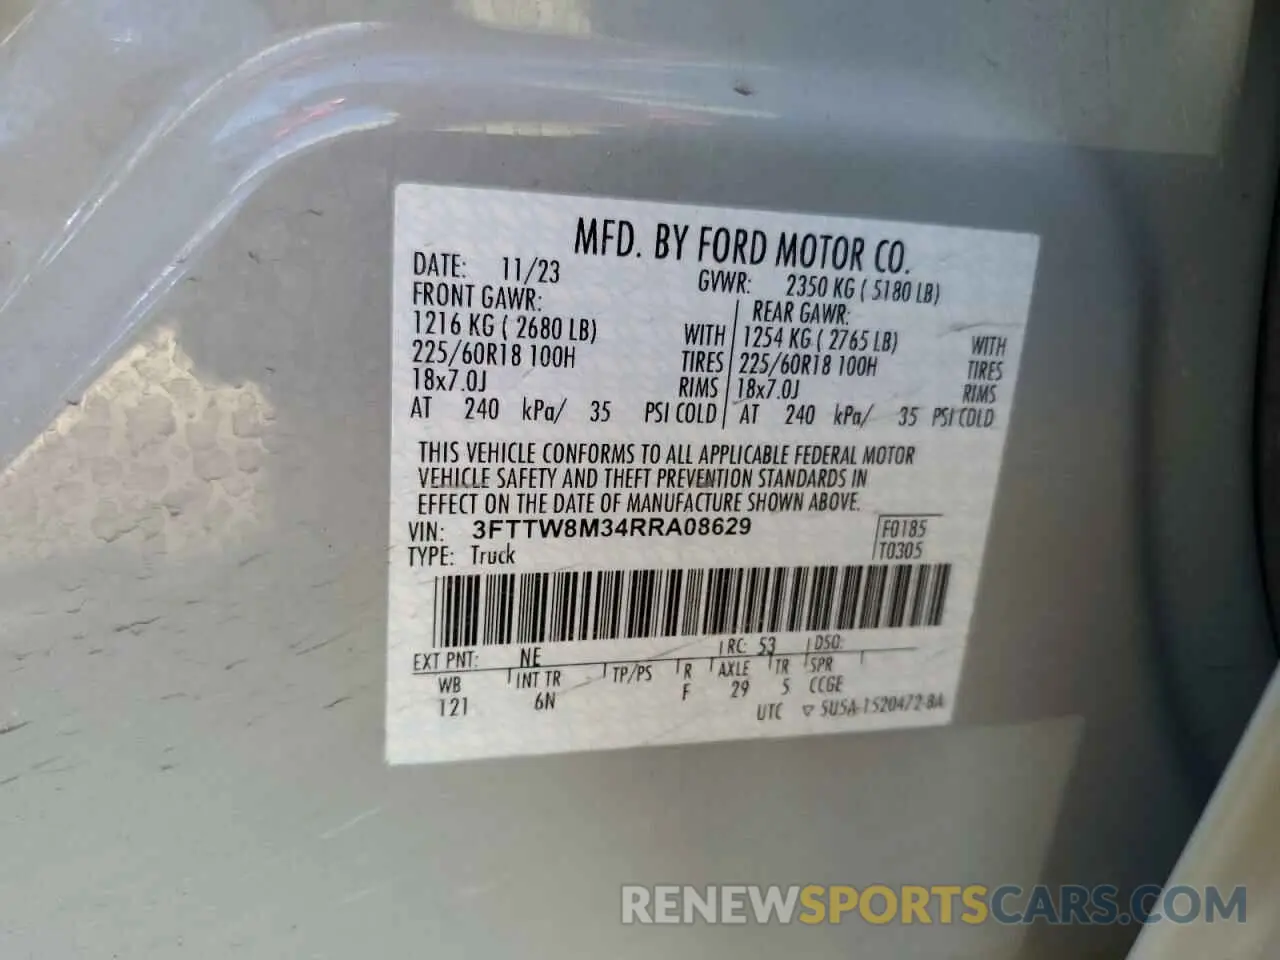 MFD. BY FORD MOTOR CO.
DATE: 11/23 GVWR: 2350 KG ( 5180 LB)
FRONT GAWR: REAR GAWR:
1216 KG ( 2680 LB) WITH 1254 KG ( 2765 LB) WITH
225/60R18 100H TIRES 225/60R18 100H TIRES
18x7.0J RIMS 18x7.0J RIMS
AT 240 kPa/ 35 PSI COLD AT 240 kPa/ 35 PSI COLD
THIS VEHICLE CONFORMS TO ALL APPLICABLE FEDERAL MOTOR
VEHICLE SAFETY AND THEFT PREVENTION STANDARDS IN
EFFECT ON THE DATE OF MANUFACTURE SHOWN ABOVE.
VIN: 3FTTW8M34RRA08629 F0185
TYPE: Truck T0305
EXT PNT: NE RC: 53 DSO:
WB INT TR TP/PS R AXLE TR SPR
121 6N F 29 5 CCGE
UTC ▽ 5U5A-1520472-BA
RENEWSPORTSCARS.COM